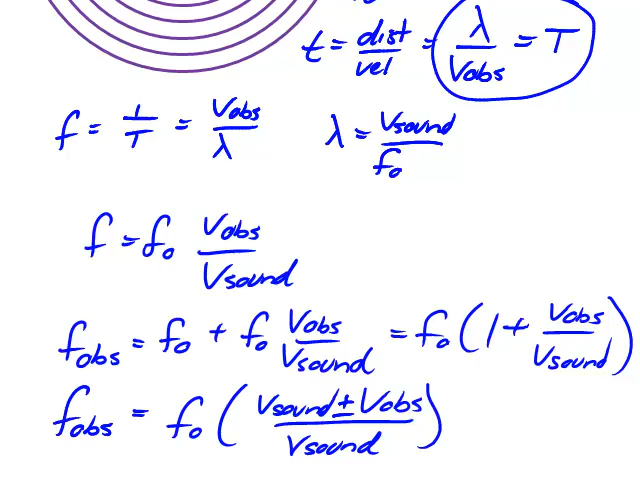 t = dist/vel = λ/Vobs = T
f = 1/T = Vobs/λ λ = Vsound/f₀
f = f₀ Vobs/Vsound
fobs = f₀ + f₀ Vobs/Vsound = f₀(1 + Vobs/Vsound)
fobs = f₀(Vsound ± Vobs/Vsound)